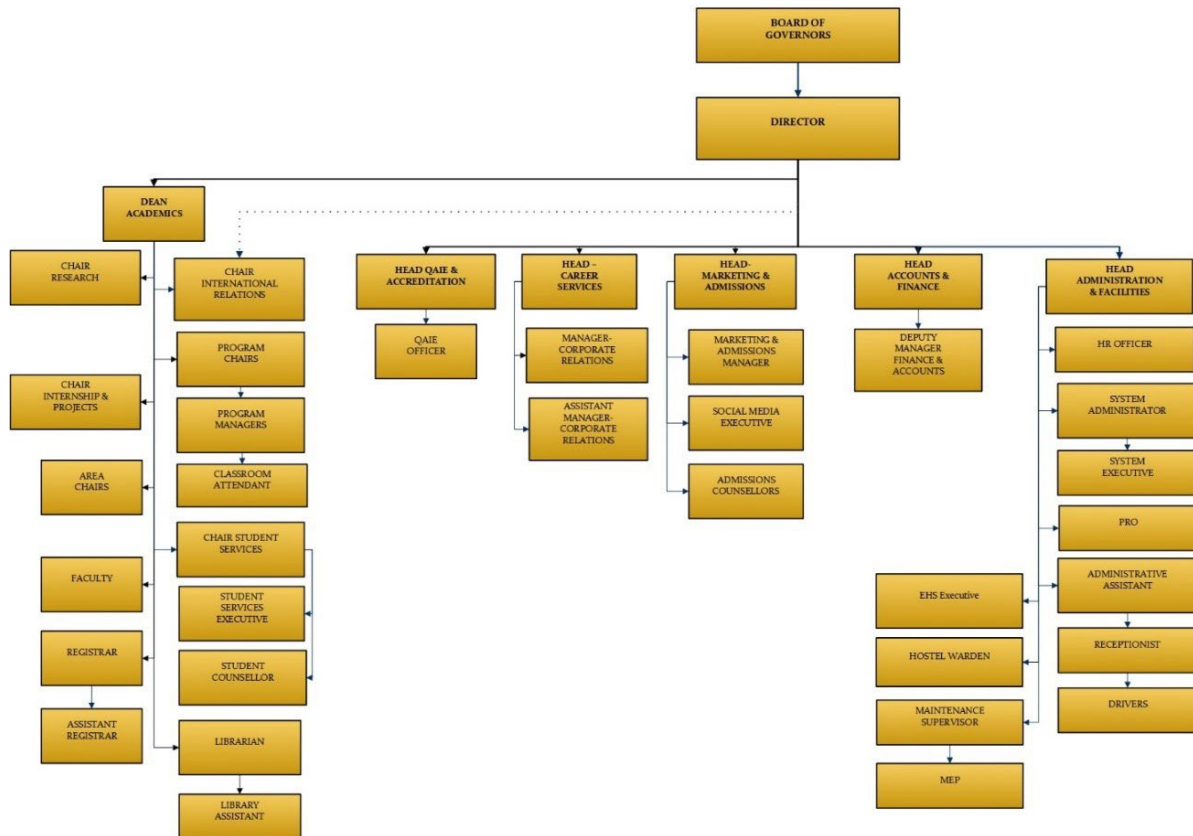 BOARD OF
GOVERNORS
DIRECTOR
DEAN
ACADEMICS
CHAIR
RESEARCH
CHAIR
INTERNATIONAL
RELATIONS
PROGRAM
CHAIRS
CHAIR
INTERNSHIP &
PROJECTS
PROGRAM
MANAGERS
AREA
CHAIRS
CLASSROOM
ATTENDANT
CHAIR STUDENT
SERVICES
FACULTY
STUDENT
SERVICES
EXECUTIVE
REGISTRAR
STUDENT
COUNSELLOR
ASSISTANT
REGISTRAR
LIBRARIAN
LIBRARY
ASSISTANT
HEAD QAIE &
ACCREDITATION
QAIE
OFFICER
HEAD –
CAREER
SERVICES
MANAGER-
CORPORATE
RELATIONS
ASSISTANT
MANAGER-
CORPORATE
RELATIONS
HEAD-
MARKETING &
ADMISSIONS
MARKETING &
ADMISSIONS
MANAGER
SOCIAL MEDIA
EXECUTIVE
ADMISSIONS
COUNSELLORS
HEAD
ACCOUNTS &
FINANCE
DEPUTY
MANAGER
FINANCE &
ACCOUNTS
HEAD
ADMINISTRATION
& FACILITIES
HR OFFICER
SYSTEM
ADMINISTRATOR
SYSTEM
EXECUTIVE
PRO
ADMINISTRATIVE
ASSISTANT
EHS Executive
RECEPTIONIST
HOSTEL WARDEN
DRIVERS
MAINTENANCE
SUPERVISOR
MEP